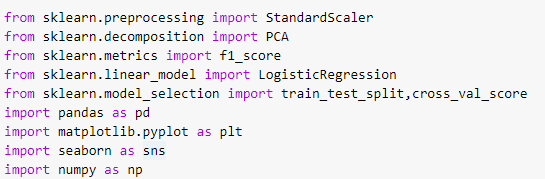 from sklearn.preprocessing import StandardScaler
from sklearn.decomposition import PCA
from sklearn.metrics import f1_score
from sklearn.linear_model import LogisticRegression
from sklearn.model_selection import train_test_split,cross_val_score
import pandas as pd
import matplotlib.pyplot as plt
import seaborn as sns
import numpy as np